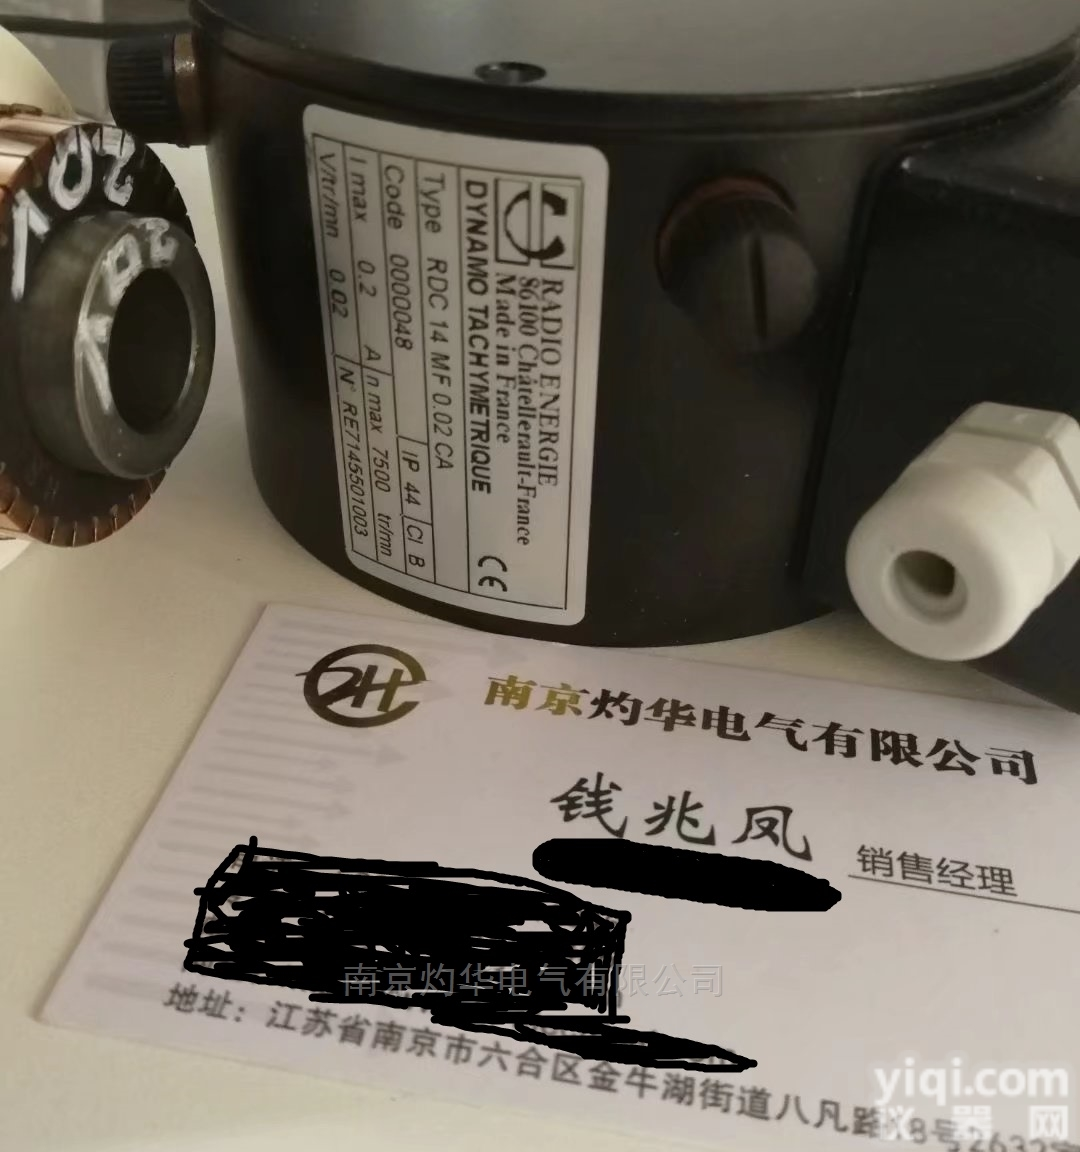 RADIO ENERGIE
86100 Châtellerault-France
Made in France
DYNAMO TACHYMETRIQUE CE
Type RDC 14 MF 0.02 CA
Code 0000048 IP 44 Cl B
I max 0.2 A n max 7500 tr/mn
V/tr/mn 0.02 N° RE7145501003
南京灼华电气有限公司
钱兆凤
销售经理
南京灼华电气有限公司
地址：江苏省南京市六合区金牛湖街道八凡路
yiqi.com
仪器网